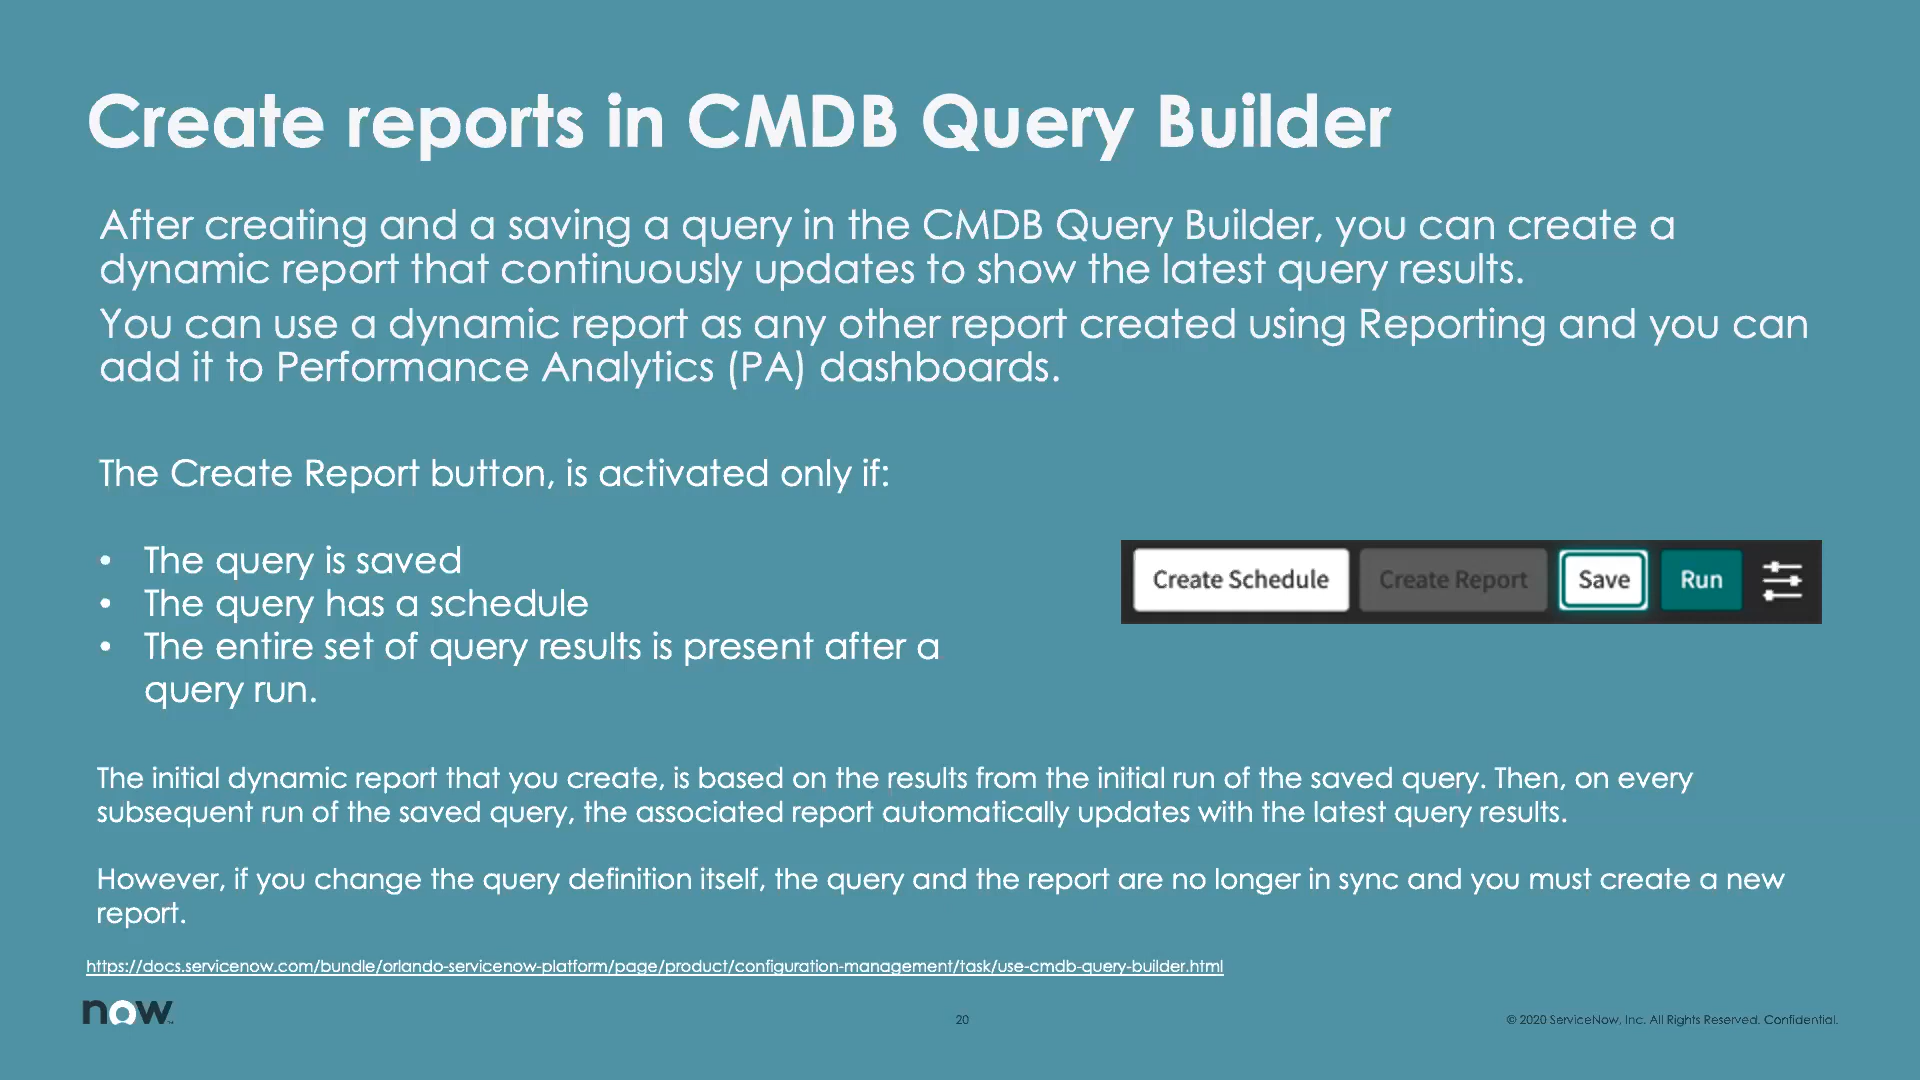 Create reports in CMDB Query Builder
After creating and a saving a query in the CMDB Query Builder, you can create a
dynamic report that continuously updates to show the latest query results.
You can use a dynamic report as any other report created using Reporting and you can
add it to Performance Analytics (PA) dashboards.
The Create Report button, is activated only if:
• The query is saved
• The query has a schedule
• The entire set of query results is present after a
query run.
Create Schedule Create Report Save Run
The initial dynamic report that you create, is based on the results from the initial run of the saved query. Then, on every
subsequent run of the saved query, the associated report automatically updates with the latest query results.
However, if you change the query definition itself, the query and the report are no longer in sync and you must create a new
report.
https://docs.servicenow.com/bundle/orlando-servicenow-platform/page/product/configuration-management/task/use-cmdb-query-builder.html
now
20
© 2020 ServiceNow, Inc. All Rights Reserved. Confidential.